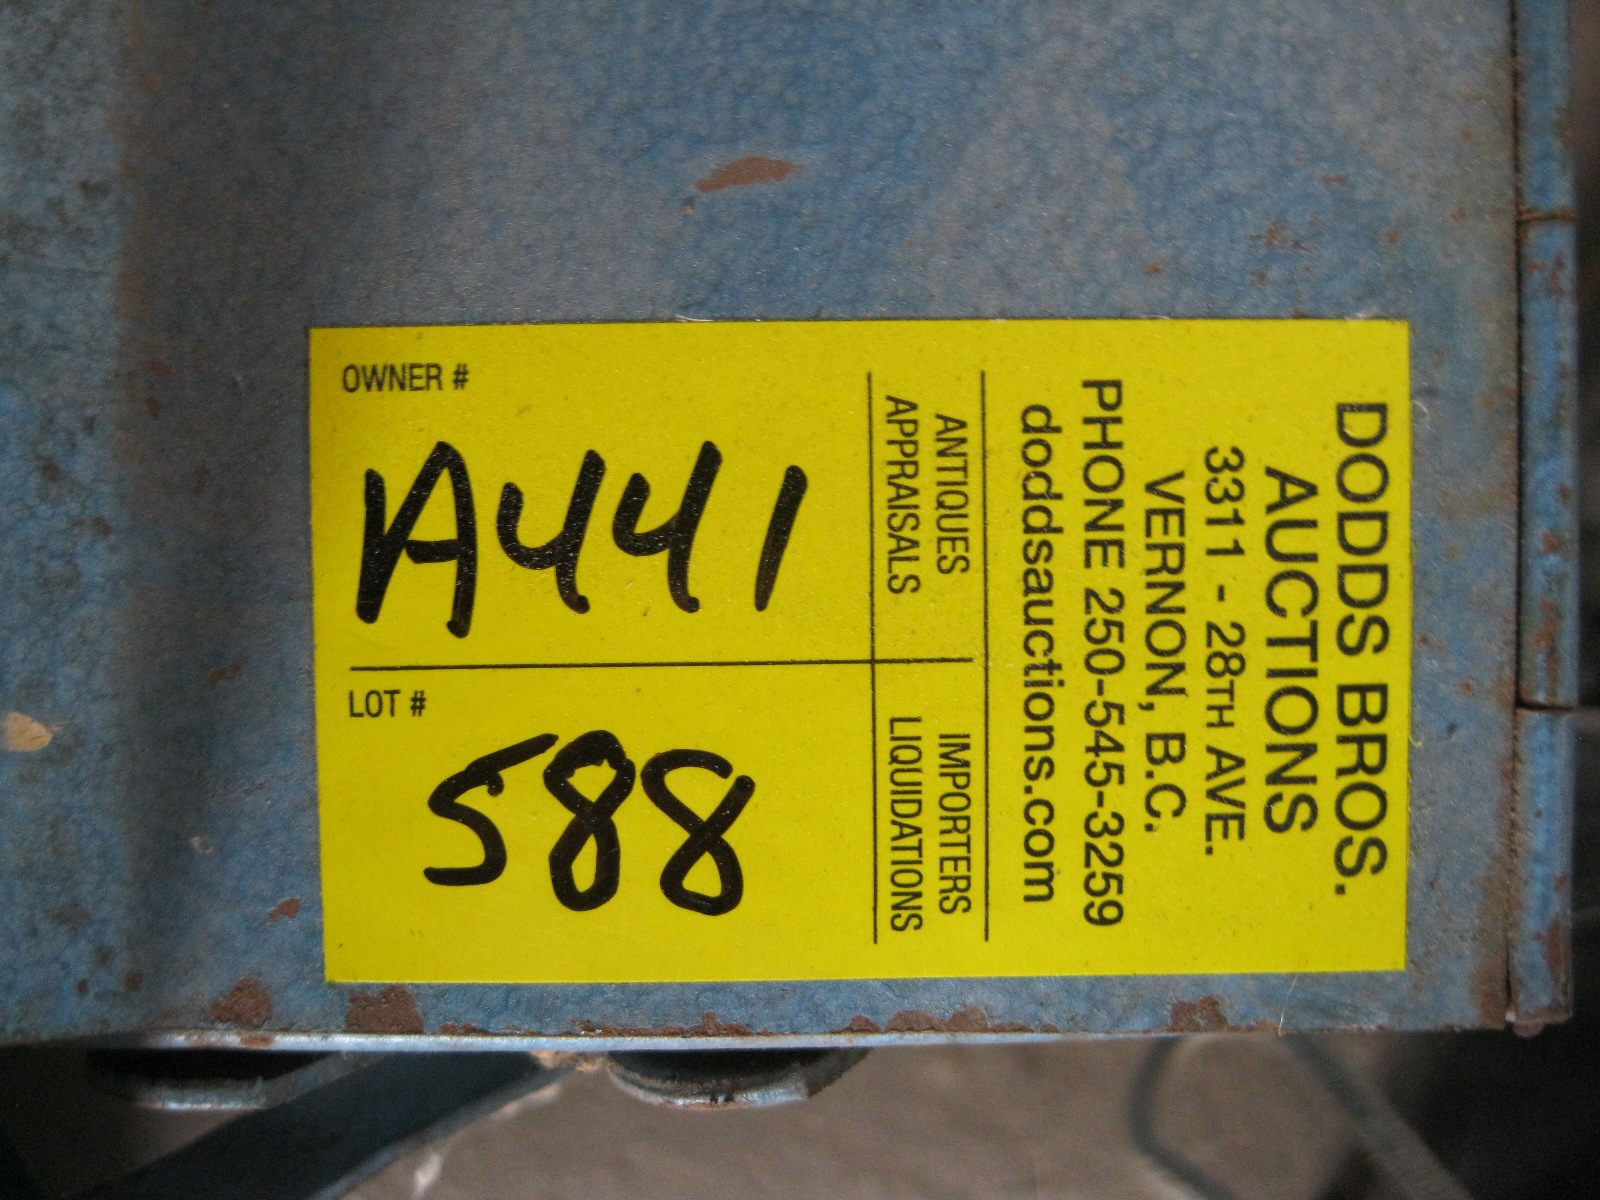 DODDS BROS.
AUCTIONS
3311 - 28TH AVE.
VERNON, B.C.
PHONE 250-545-3259
doddsauctions.com
ANTIQUES
APPRAISALS
IMPORTERS
LIQUIDATIONS
OWNER #
A441
LOT #
588